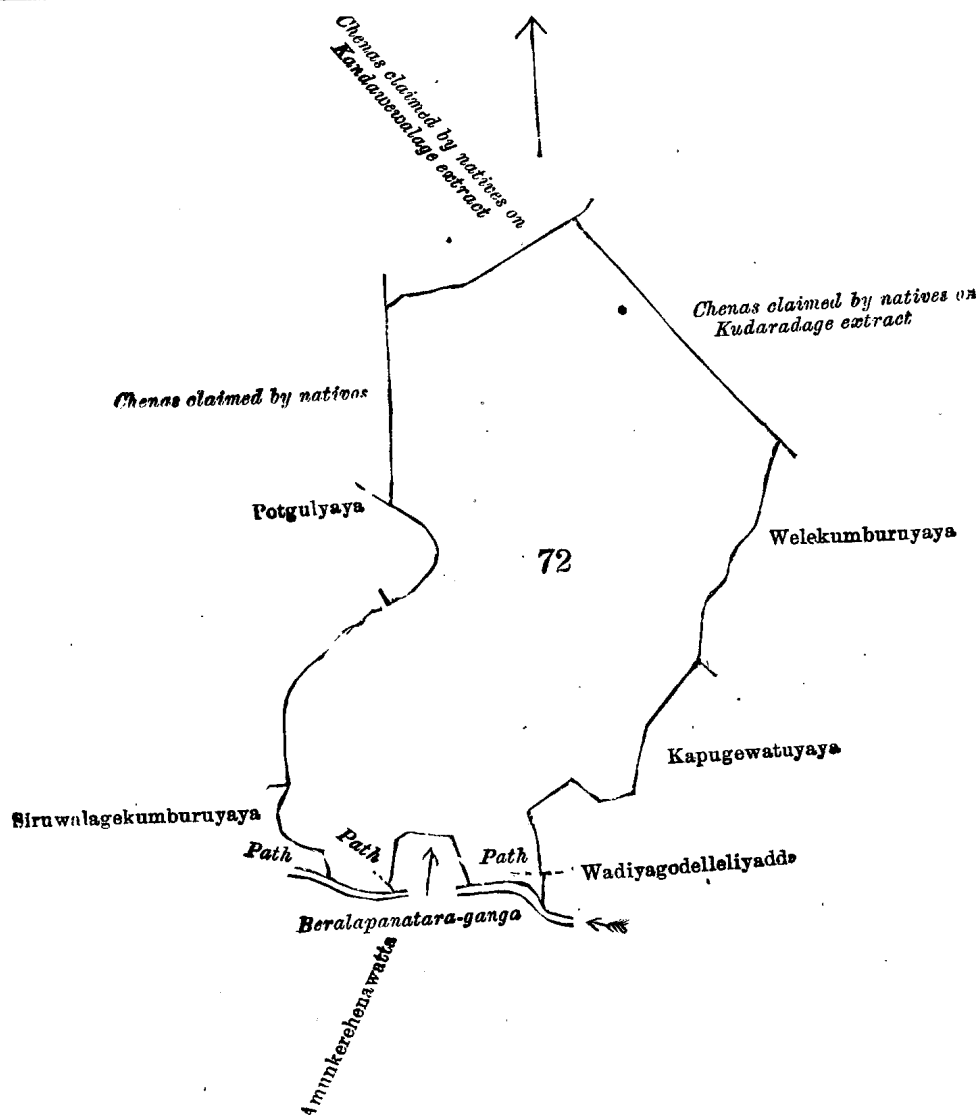 Chenas claimed by natives on
Kandawewalage extract
Chenas claimed by natives on
Kudaradage extract
Chenas claimed by natives
Potgulyaya
72
Welekumburuyaya
Kapugewatuyaya
Siruwalagekumburuyaya
Path
Path
Path
Wadiyagodelleliyadda
Beralapanatara-ganga
Amunkerehenawatta